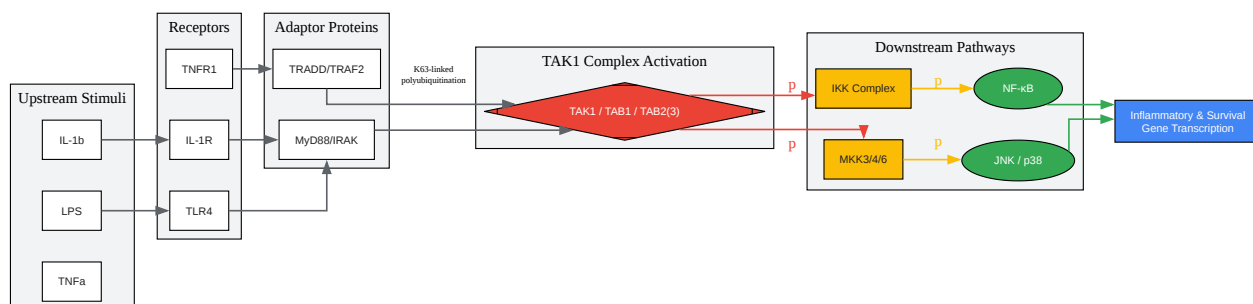 Upstream Stimuli
IL-1b
LPS
TNFa
Receptors
TNFR1
IL-1R
TLR4
Adaptor Proteins
TRADD/TRAF2
MyD88/IRAK
K63-linked
polyubiquitination
TAK1 Complex Activation
TAK1 / TAB1 / TAB2(3)
p
p
Downstream Pathways
IKK Complex
p
NF-κB
MKK3/4/6
p
JNK / p38
Inflammatory & Survival
Gene Transcription